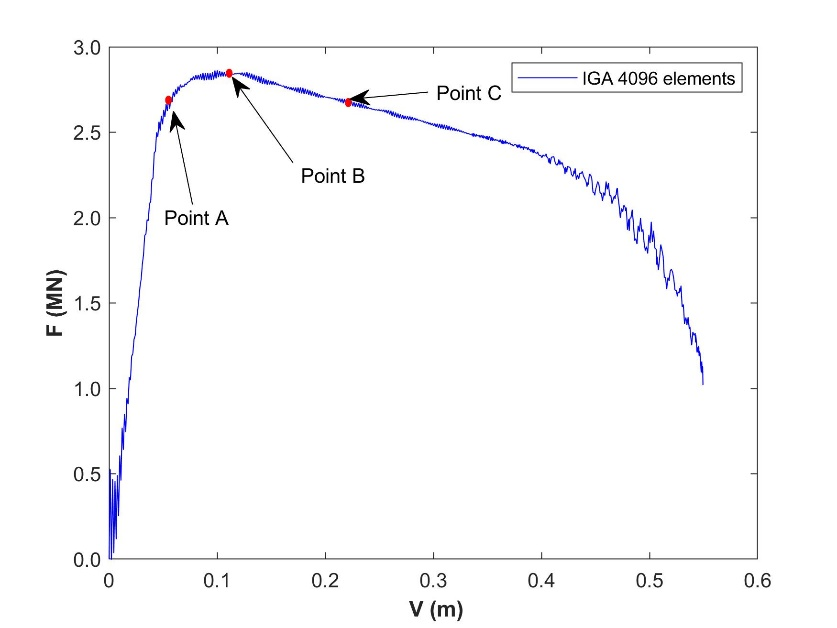 3.0
IGA 4096 elements
Point C
2.5
Point B
Point A
2.0
F (MN)
1.5
1.0
0.5
0.0
0 0.1 0.2 0.3 0.4 0.5 0.6
V (m)